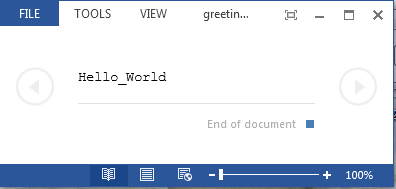 FILE TOOLS VIEW greetin...
Hello_World
End of document
100%